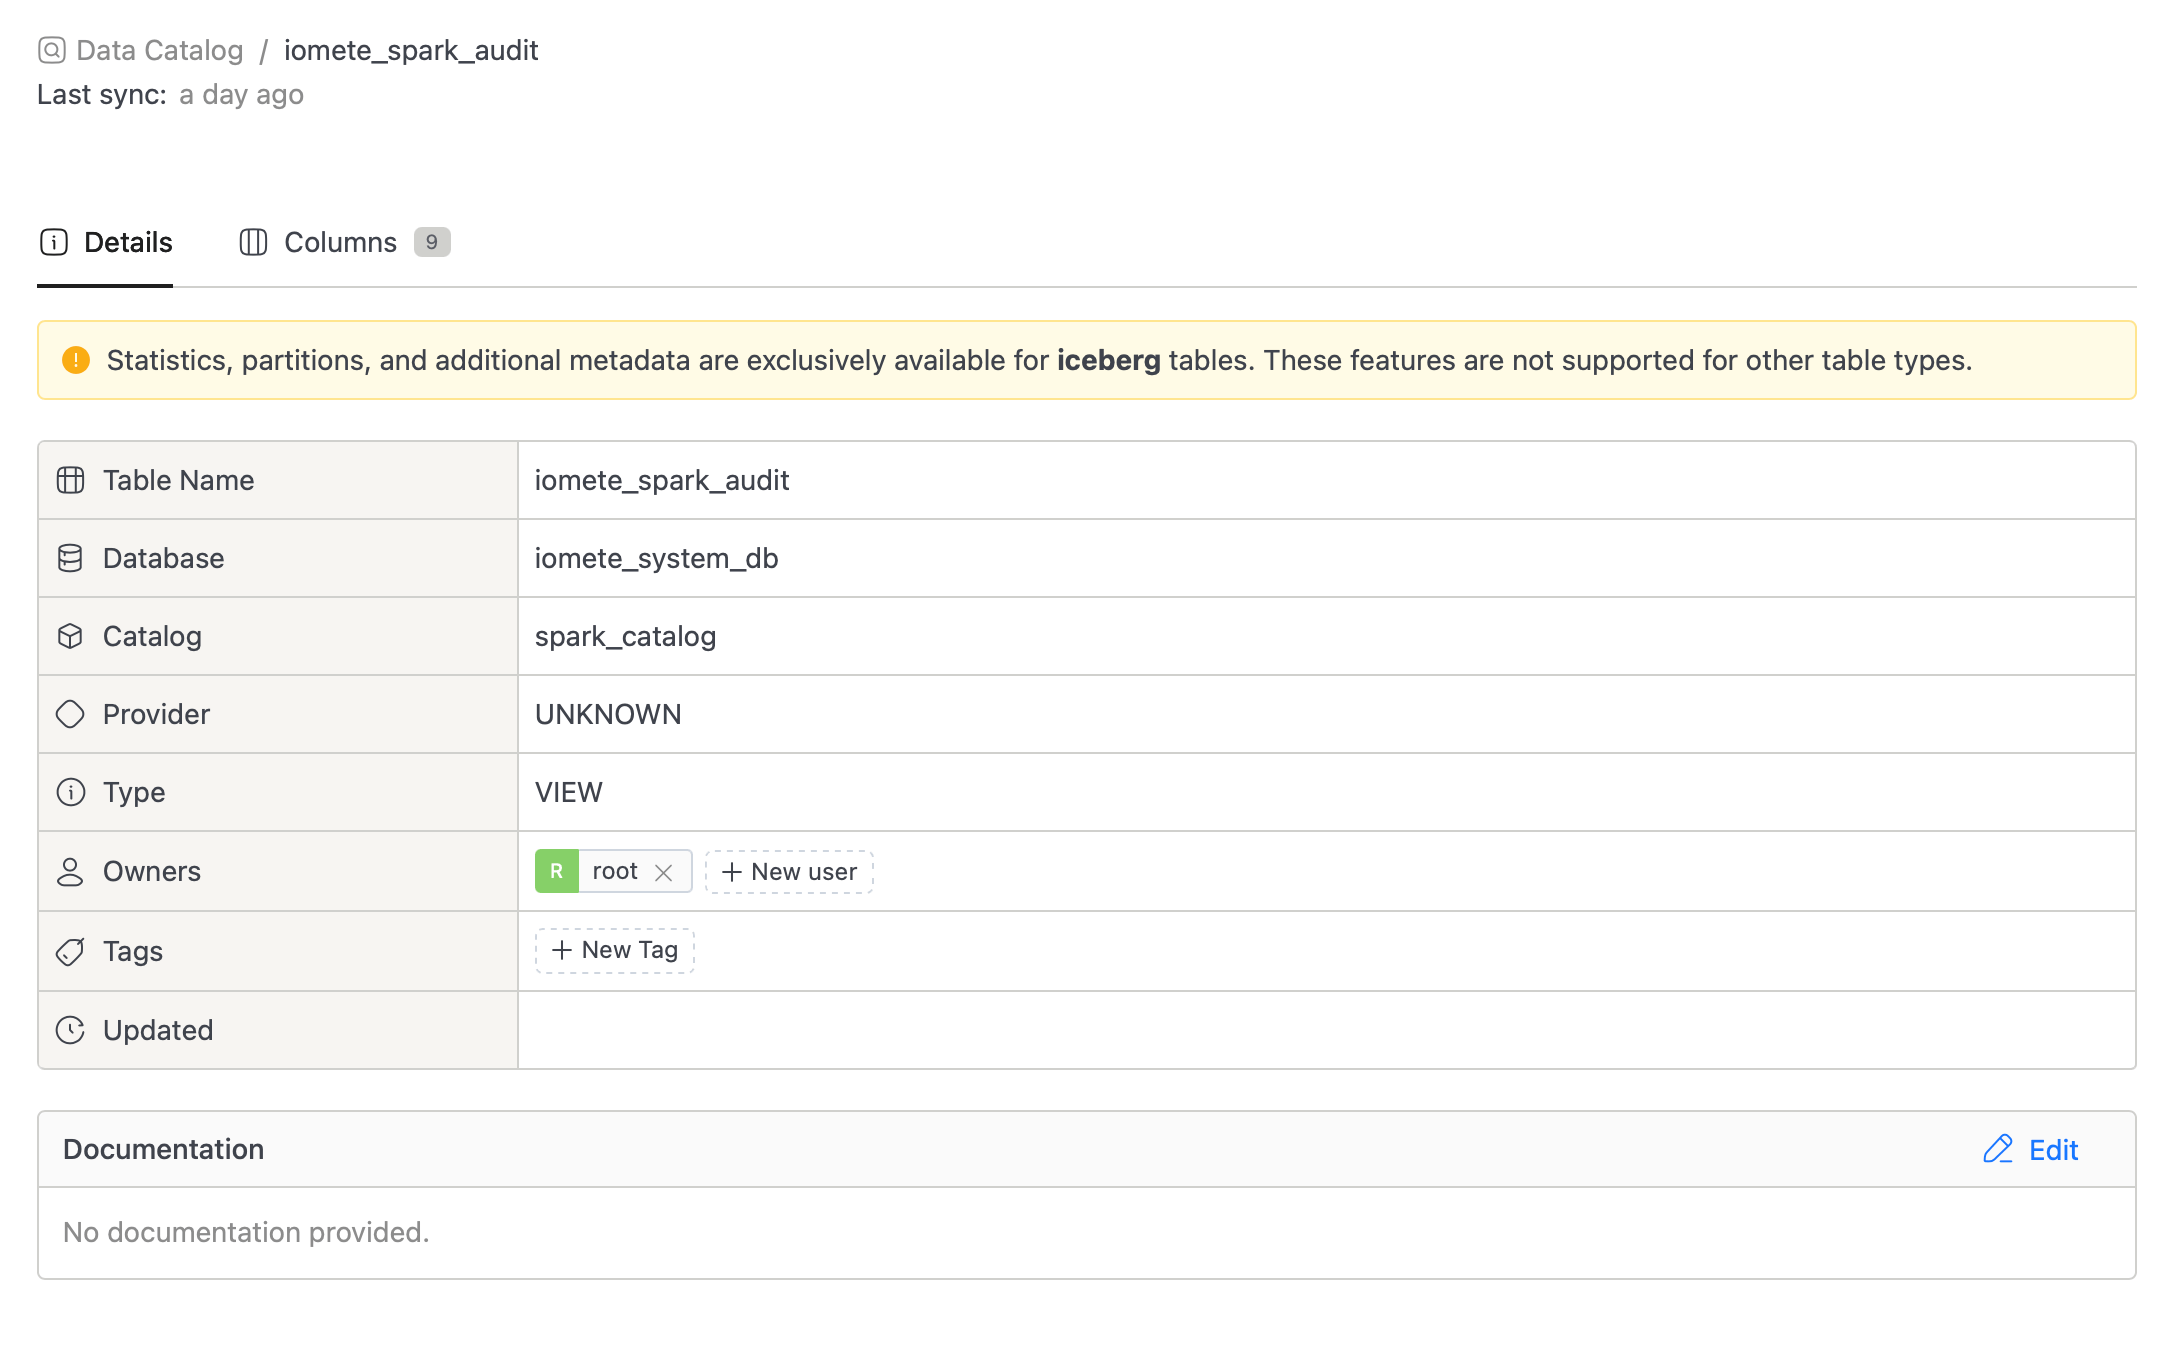 Data Catalog / iomete_spark_audit
Last sync: a day ago
Details Columns 9
Statistics, partitions, and additional metadata are exclusively available for iceberg tables. These features are not supported for other table types.
Table Name iomete_spark_audit
Database iomete_system_db
Catalog spark_catalog
Provider UNKNOWN
Type VIEW
Owners R root × + New user
Tags + New Tag
Updated
Documentation Edit
No documentation provided.